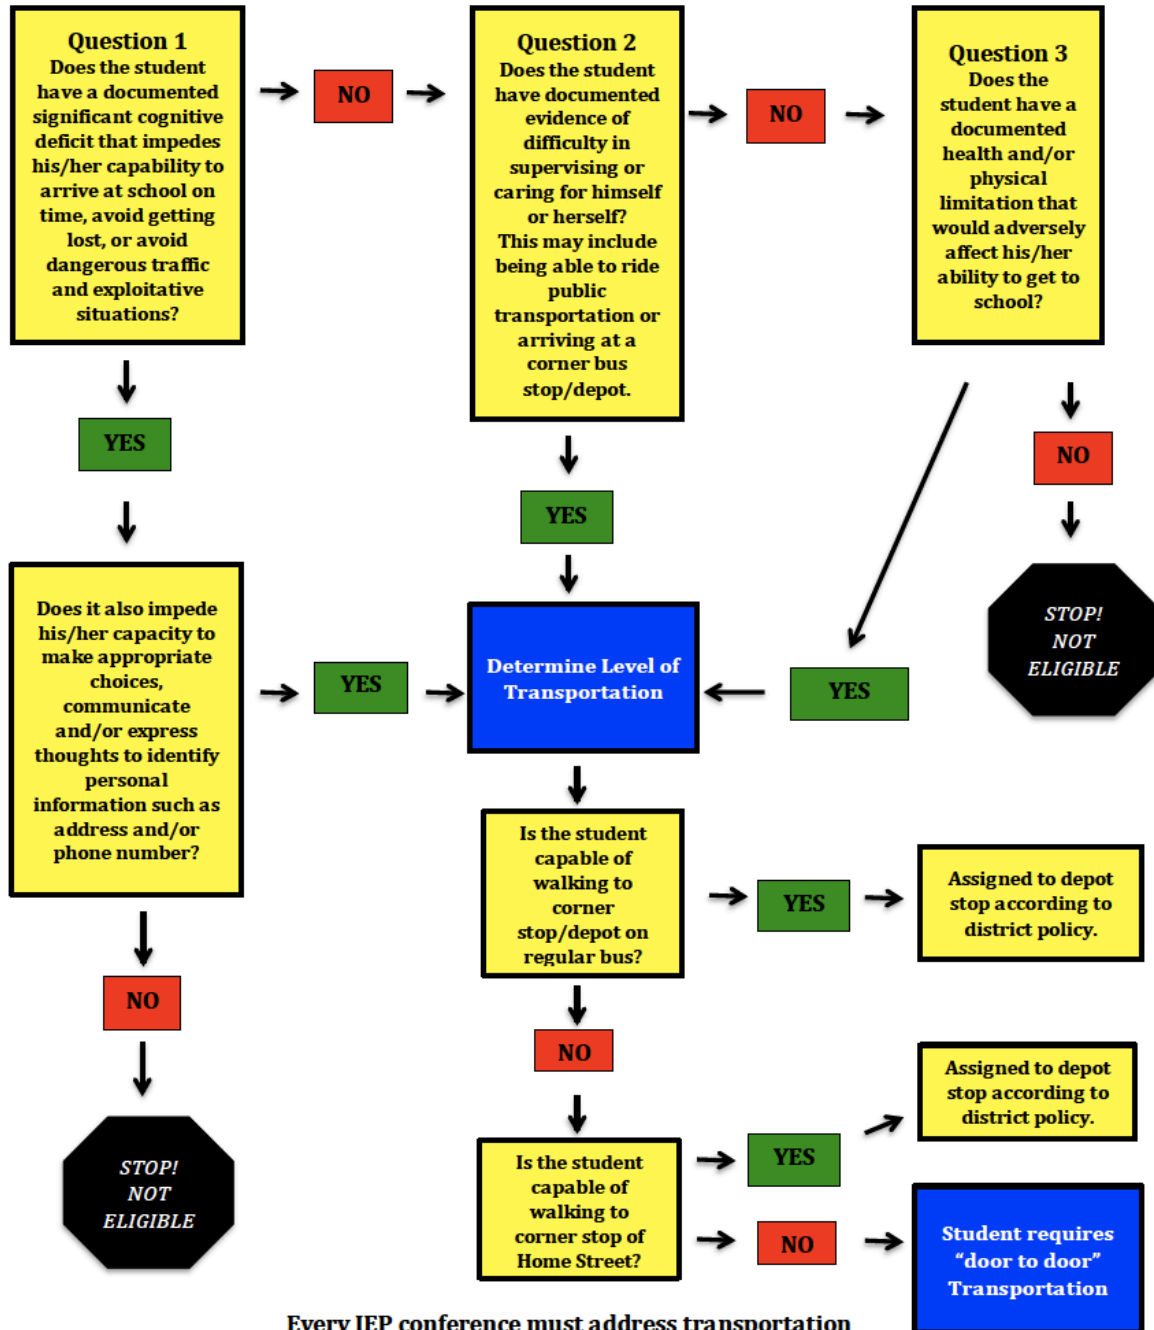 Question 1
Does the student
have a documented
significant cognitive
deficit that impedes
his/her capability to
arrive at school on
time, avoid getting
lost, or avoid
dangerous traffic
and exploitative
situations?
NO
Question 2
Does the student
have documented
evidence of
difficulty in
supervising or
caring for himself
or herself?
This may include
being able to ride
public
transportation or
arriving at a
corner bus
stop/depot.
NO
Question 3
Does the
student have a
documented
health and/or
physical
limitation that
would adversely
affect his/her
ability to get to
school?
YES
YES
NO
STOP!
NOT
ELIGIBLE
Does it also impede
his/her capacity to
make appropriate
choices,
communicate
and/or express
thoughts to identify
personal
information such as
address and/or
phone number?
YES
Determine Level of
Transportation
YES
Is the student
capable of
walking to
corner
stop/depot on
regular bus?
YES
Assigned to depot
stop according to
district policy.
NO
NO
STOP!
NOT
ELIGIBLE
Is the student
capable of
walking to
corner stop of
Home Street?
YES
Assigned to depot
stop according to
district policy.
NO
Student requires
“door to door”
Transportation
Every IEP conference must address transportation